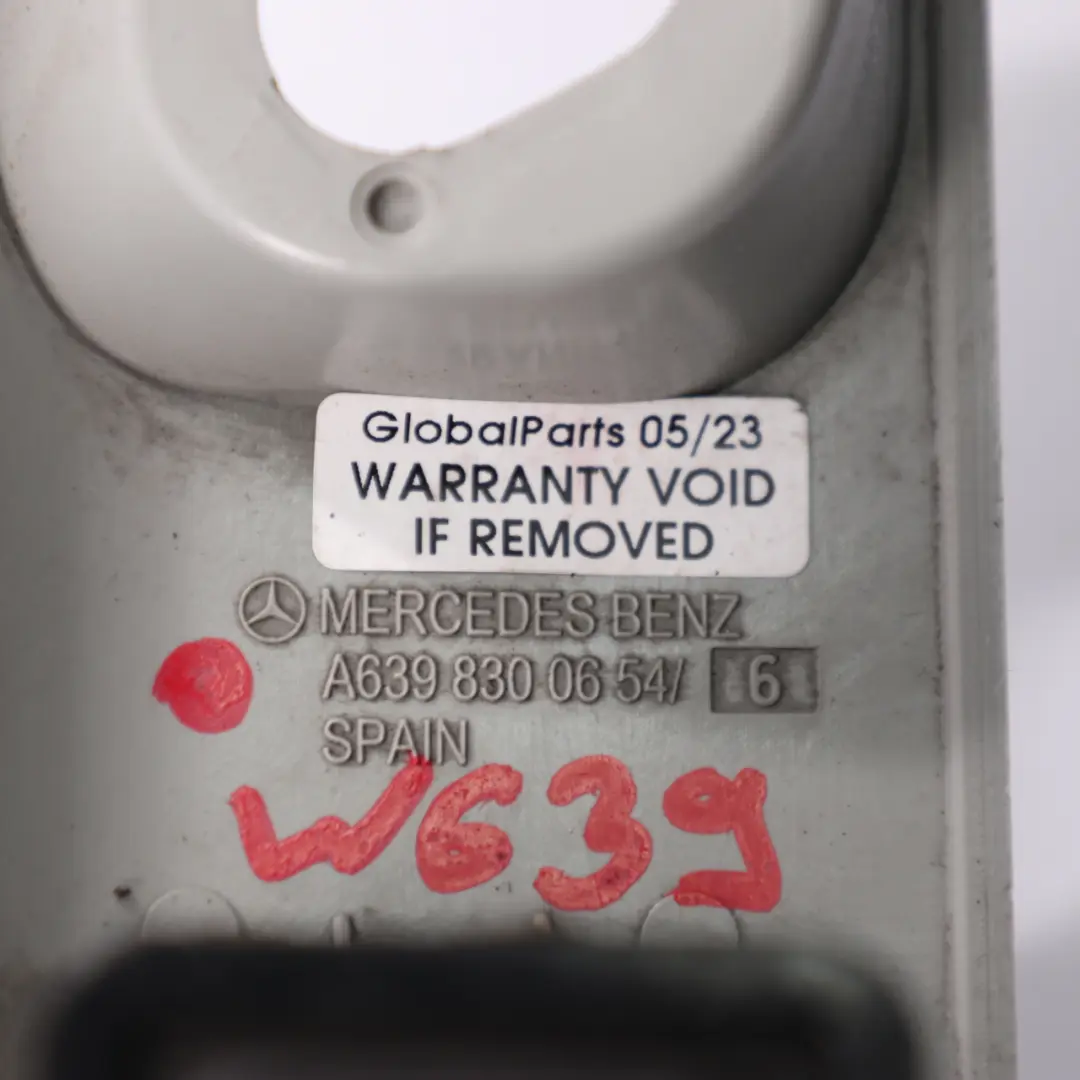 GlobalParts 05/23
WARRANTY VOID
IF REMOVED
MERCEDES BENZ
A639 830 06 54/ 6
SPAIN
W639